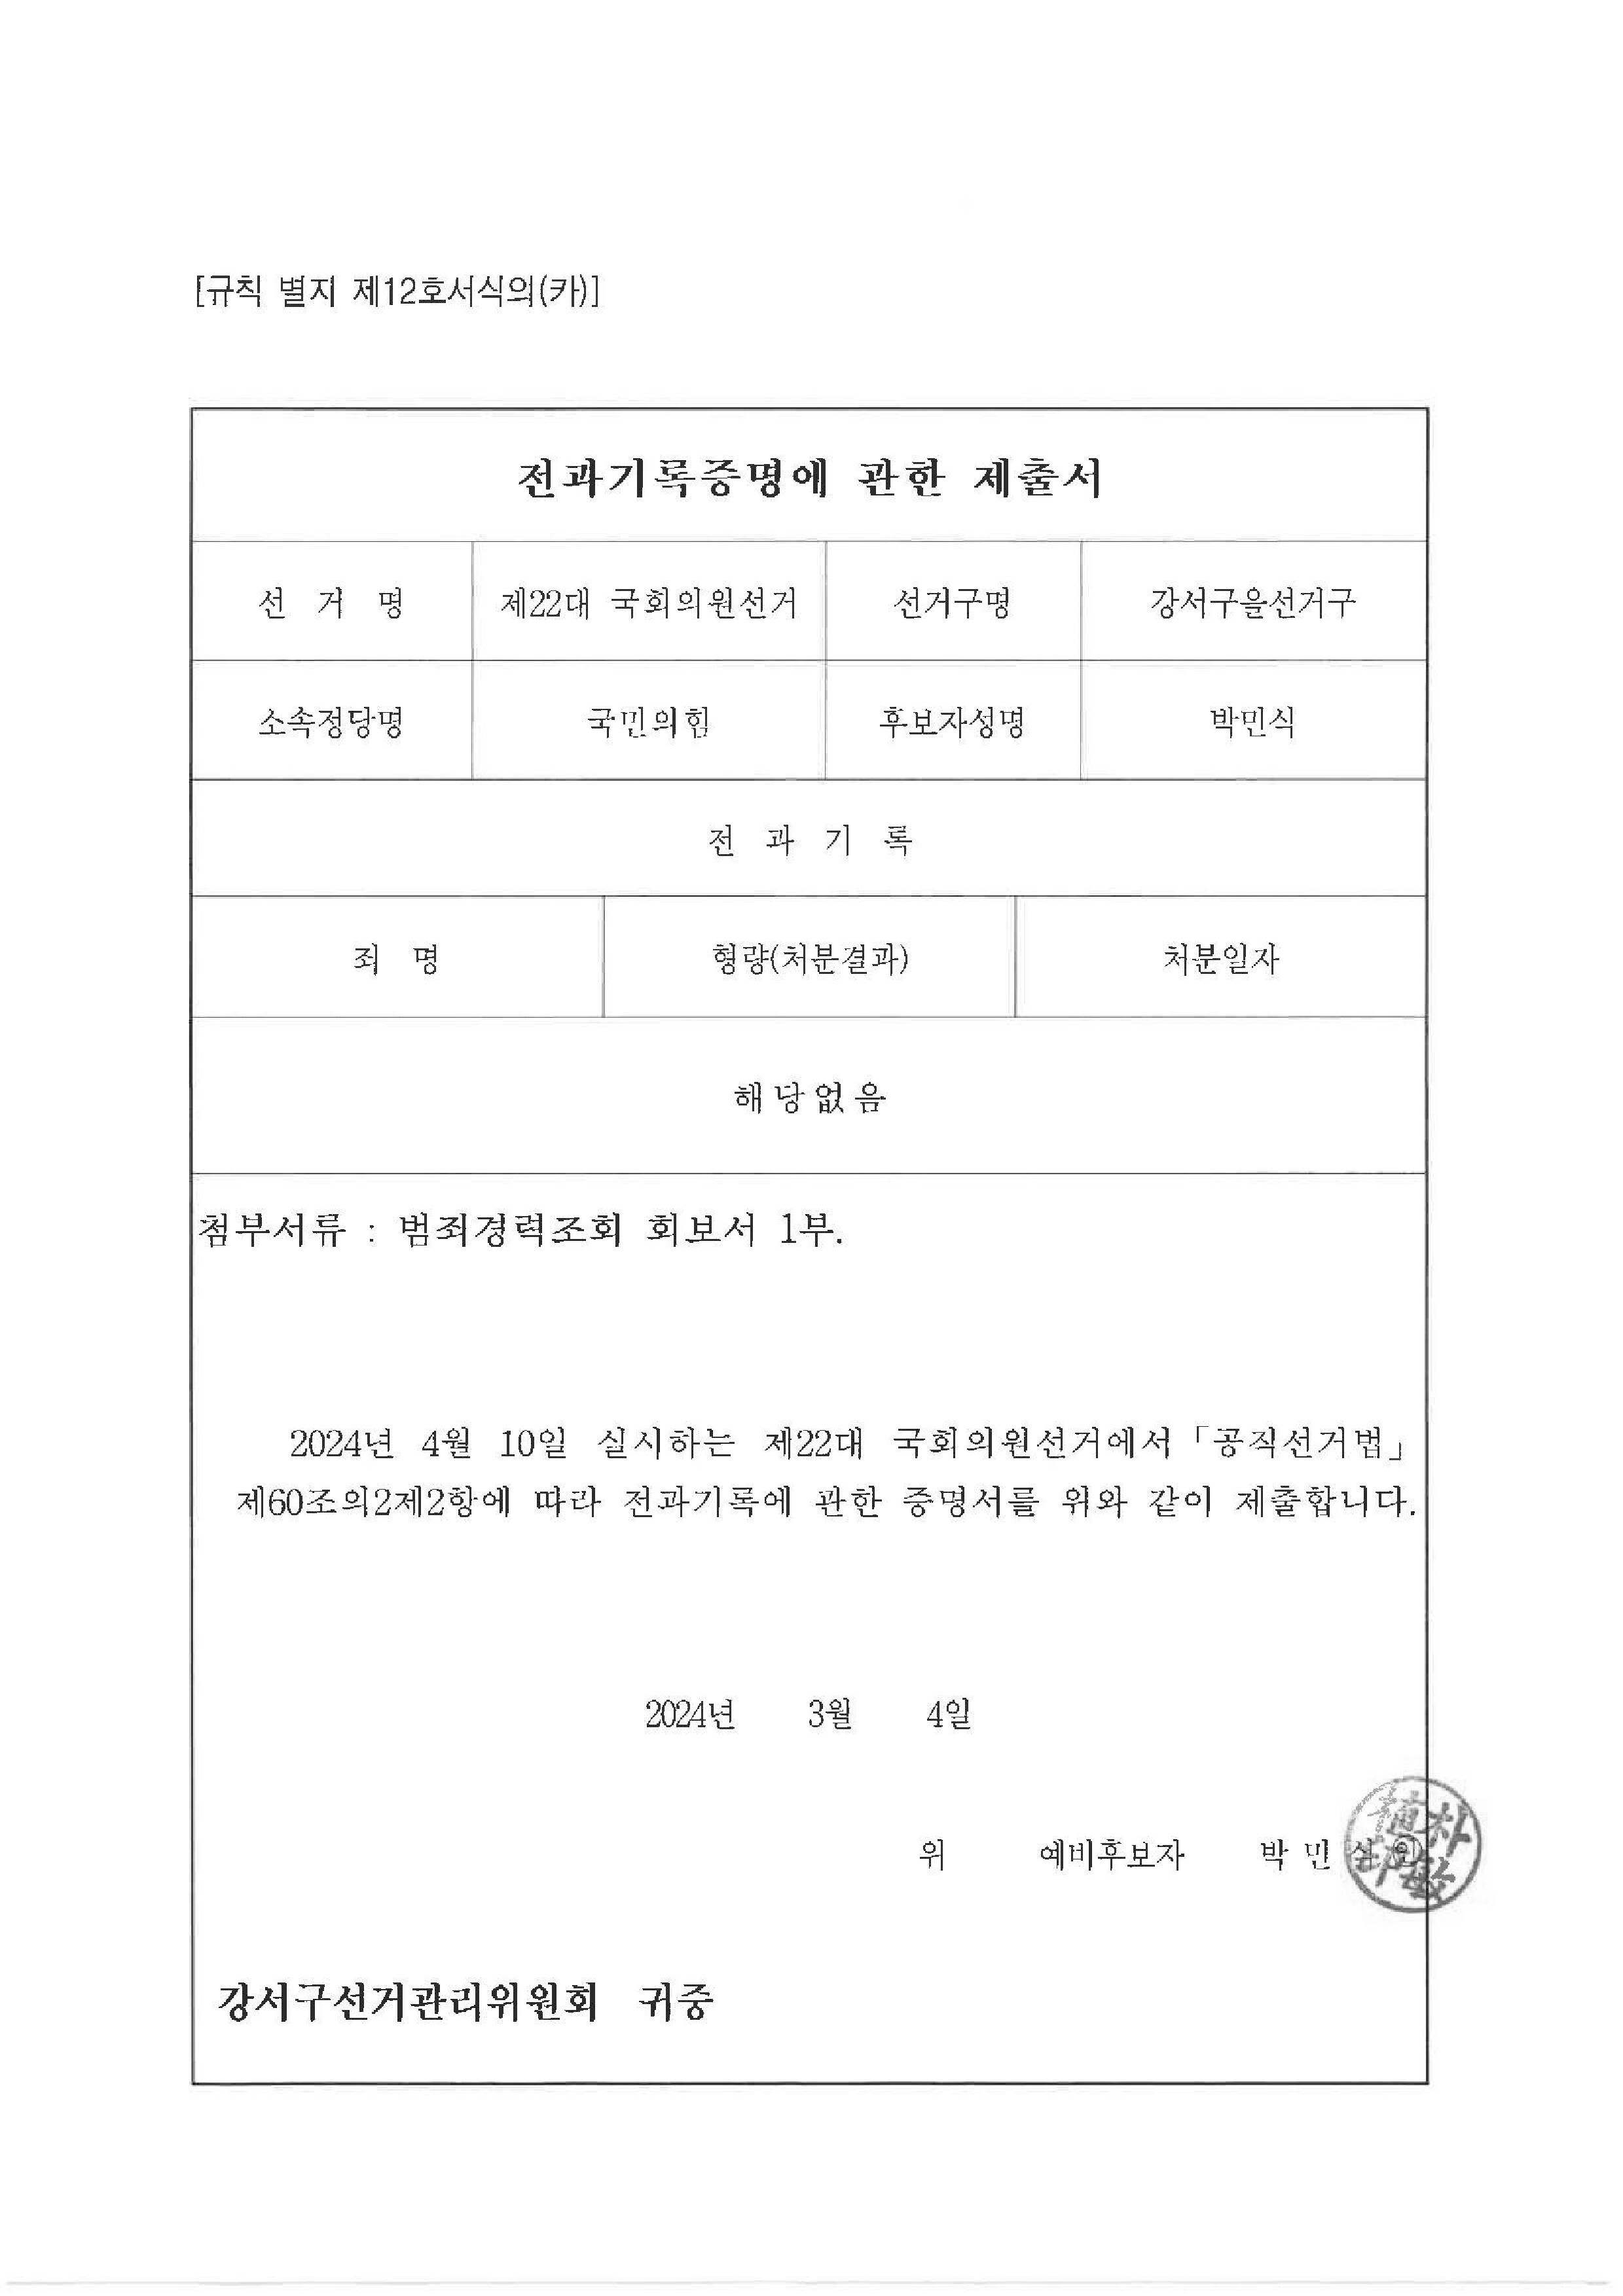 [규칙 별지 제12호서식의(카)]
전과기록증명에 관한 제출서
선 거 명 제22대 국회의원선거 선거구명 강서구을선거구
소속정당명 국민의힘 후보자성명 박민식
전 과 기 록
죄 명 형량(처분결과) 처분일자
해당없음
첨부서류 : 범죄경력조회 회보서 1부.
2024년 4월 10일 실시하는 제22대 국회의원선거에서「공직선거법」
제60조의2제2항에 따라 전과기록에 관한 증명서를 위와 같이 제출합니다.
2024년 3월 4일
위 예비후보자 박 민 식 ㊞
강서구선거관리위원회 귀중